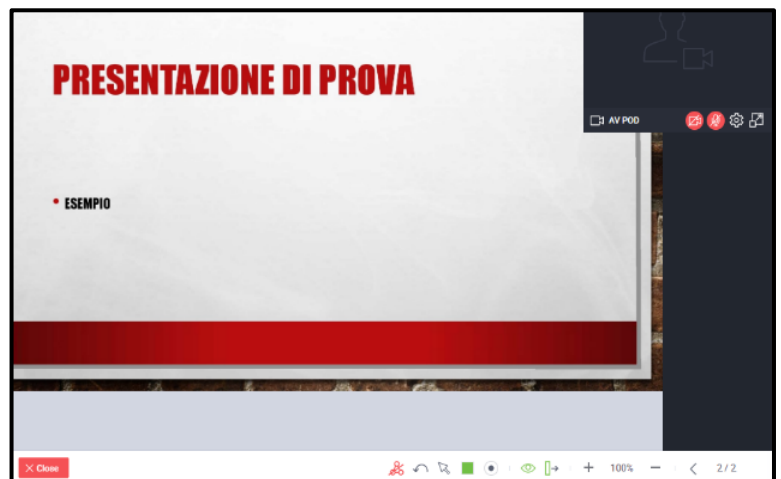 PRESENTAZIONE DI PROVA
AV POD
• ESEMPIO
Close
100%
2/2